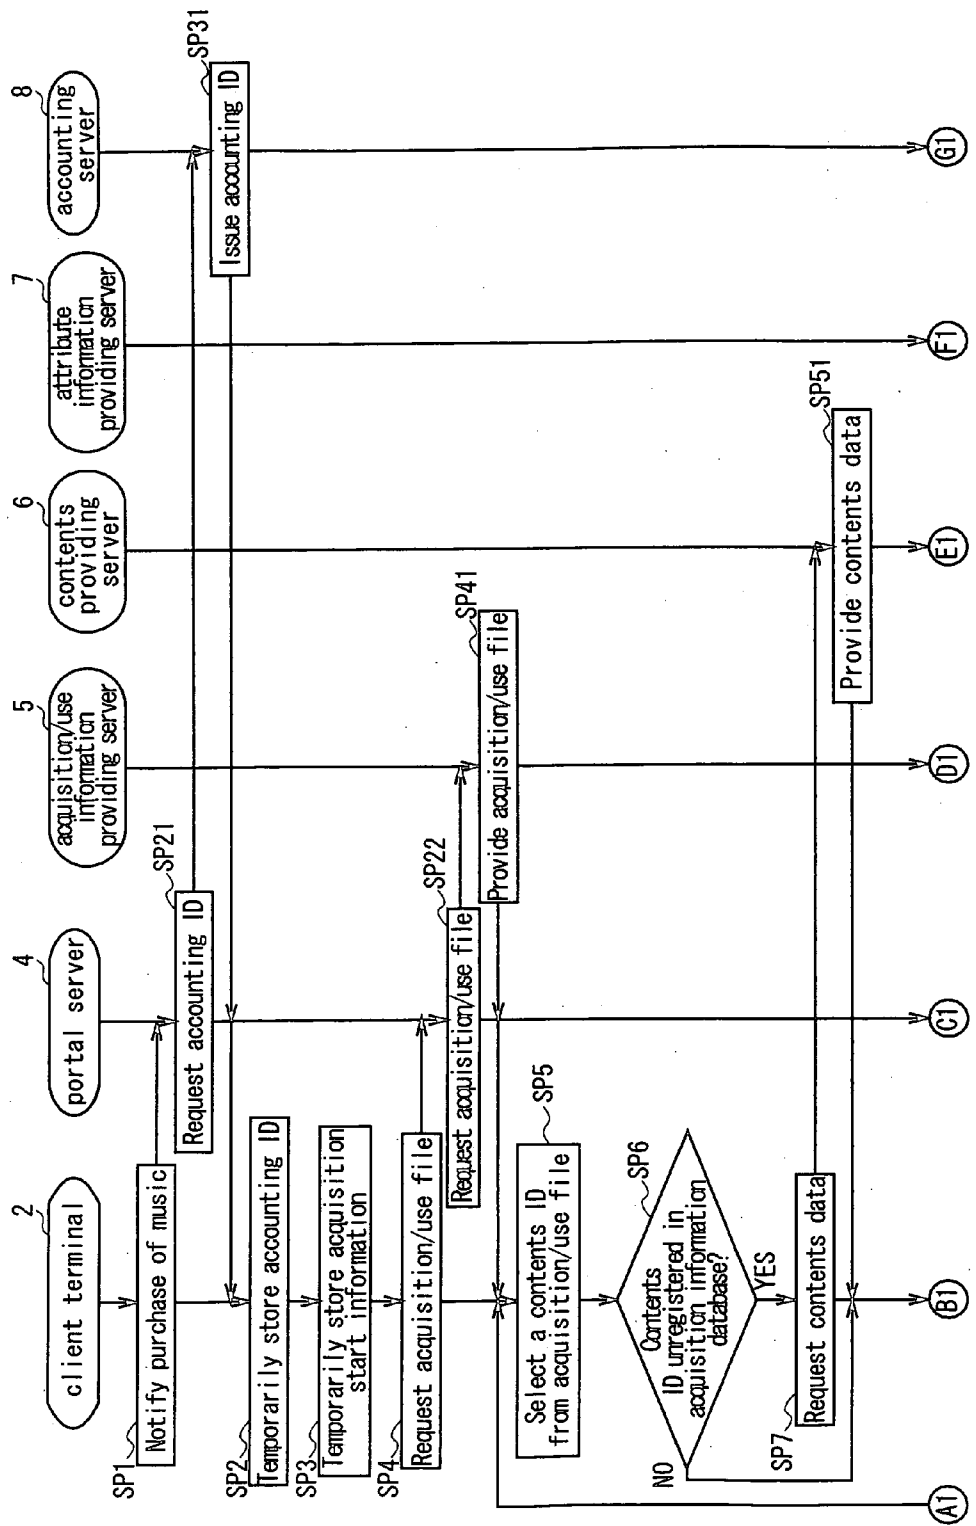 2
client terminal
4
portal server
5
acquisition/use
information
providing server
6
contents
providing
server
7
attribute
information
providing server
8
accounting
server
SP1
Notify purchase of music
SP21
Request accounting ID
SP31
Issue accounting ID
SP2
Temporarily store accounting ID
SP3
Temporarily store acquisition
start information
SP4
Request acquisition/use file
SP22
Request acquisition/use file
SP41
Provide acquisition/use file
SP5
Select a contents ID
from acquisition/use file
SP6
Contents
ID unregistered in
acquisition information
database?
NO
YES
SP7
Request contents data
SP51
Provide contents data
A1
B1
C1
D1
E1
F1
G1